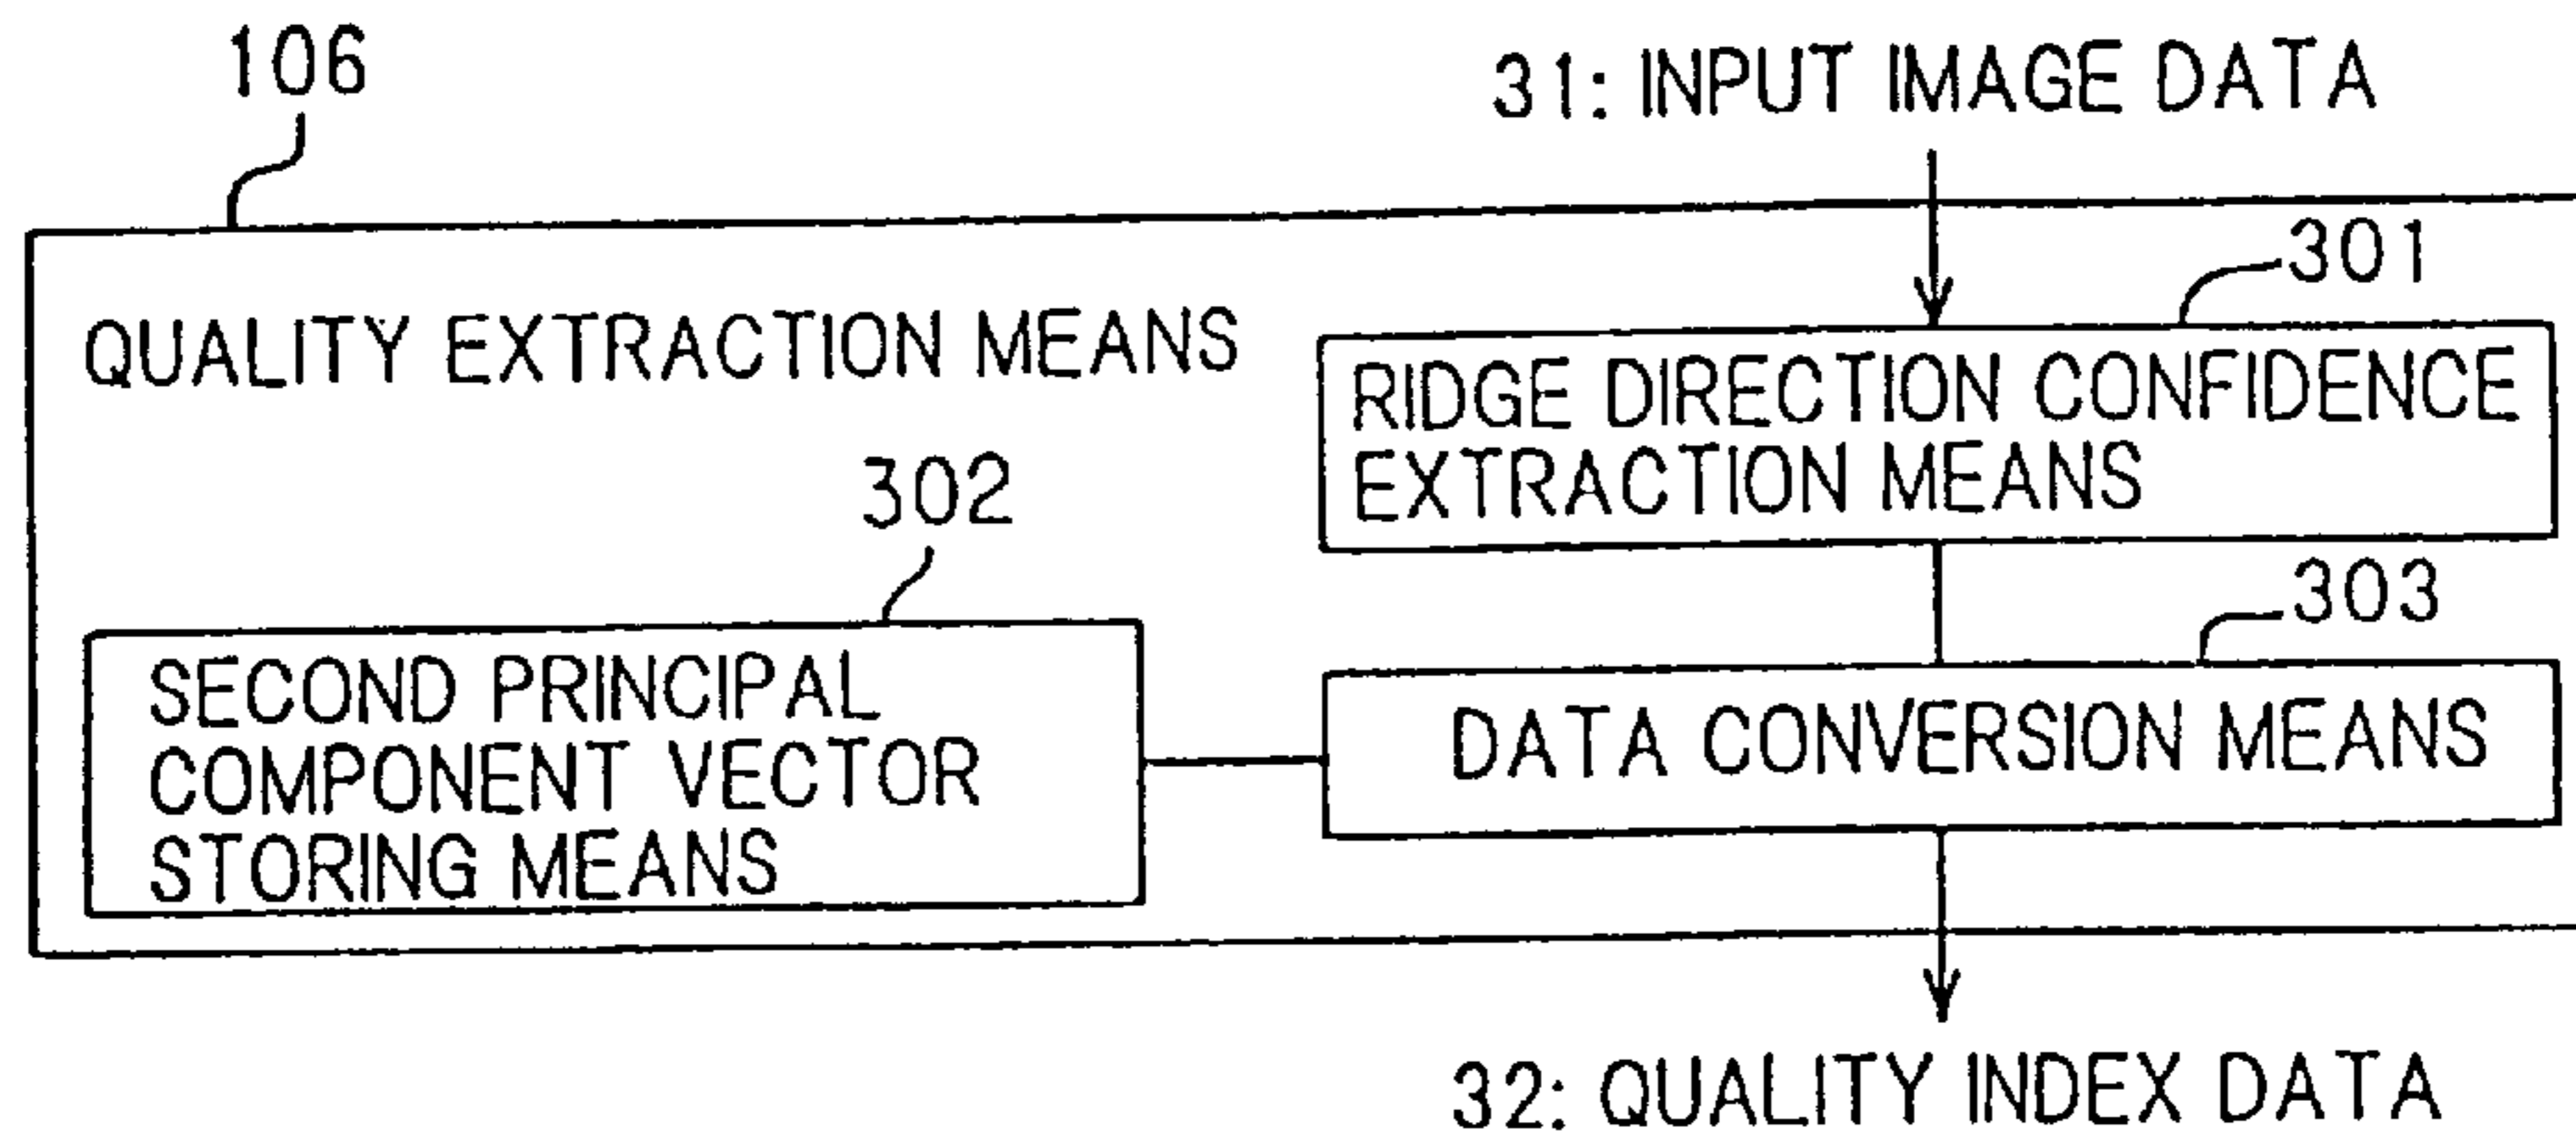 106
31: INPUT IMAGE DATA
301
QUALITY EXTRACTION MEANS
RIDGE DIRECTION CONFIDENCE
EXTRACTION MEANS
302
303
SECOND PRINCIPAL
COMPONENT VECTOR
STORING MEANS
DATA CONVERSION MEANS
32: QUALITY INDEX DATA